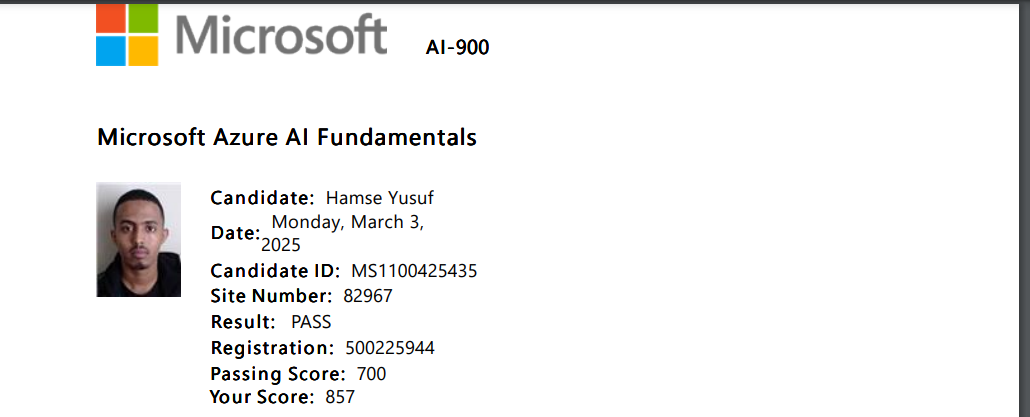 Microsoft AI-900
Microsoft Azure AI Fundamentals
Candidate: Hamse Yusuf
Date: Monday, March 3,
2025
Candidate ID: MS1100425435
Site Number: 82967
Result: PASS
Registration: 500225944
Passing Score: 700
Your Score: 857